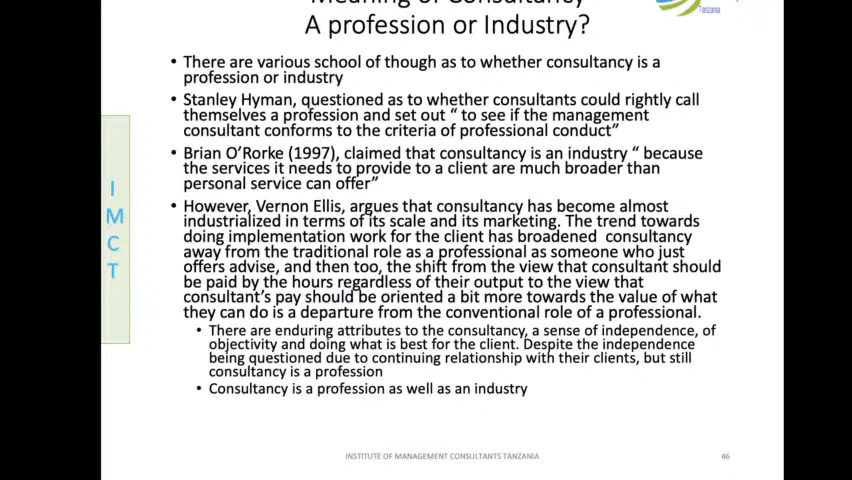 Meaning of Consultancy
A profession or Industry?
Tanzania
• There are various school of though as to whether consultancy is a
profession or industry
• Stanley Hyman, questioned as to whether consultants could rightly call
themselves a profession and set out “ to see if the management
consultant conforms to the criteria of professional conduct”
• Brian O’Rorke (1997), claimed that consultancy is an industry “ because
the services it needs to provide to a client are much broader than
personal service can offer”
• However, Vernon Ellis, argues that consultancy has become almost
industrialized in terms of its scale and its marketing. The trend towards
doing implementation work for the client has broadened  consultancy
away from the traditional role as a professional as someone who just
offers advise, and then too, the shift from the view that consultant should
be paid by the hours regardless of their output to the view that
consultant’s pay should be oriented a bit more towards the value of what
they can do is a departure from the conventional role of a professional.
• There are enduring attributes to the consultancy, a sense of independence, of
objectivity and doing what is best for the client. Despite the independence
being questioned due to continuing relationship with their clients, but still
consultancy is a profession
• Consultancy is a profession as well as an industry
I
M
C
T
INSTITUTE OF MANAGEMENT CONSULTANTS TANZANIA
46